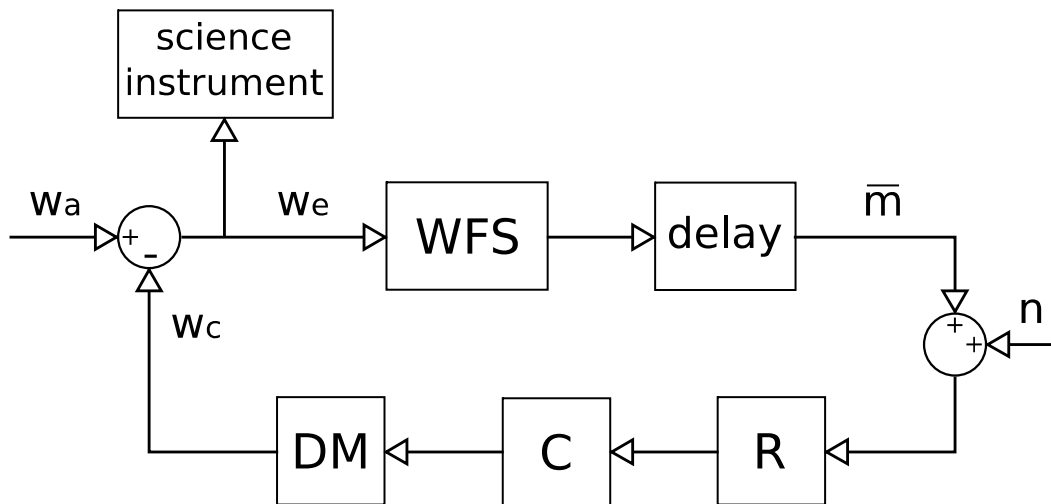 science
instrument
wa
+
-
we
WFS
delay
m̅
n
+
+
wc
DM
C
R